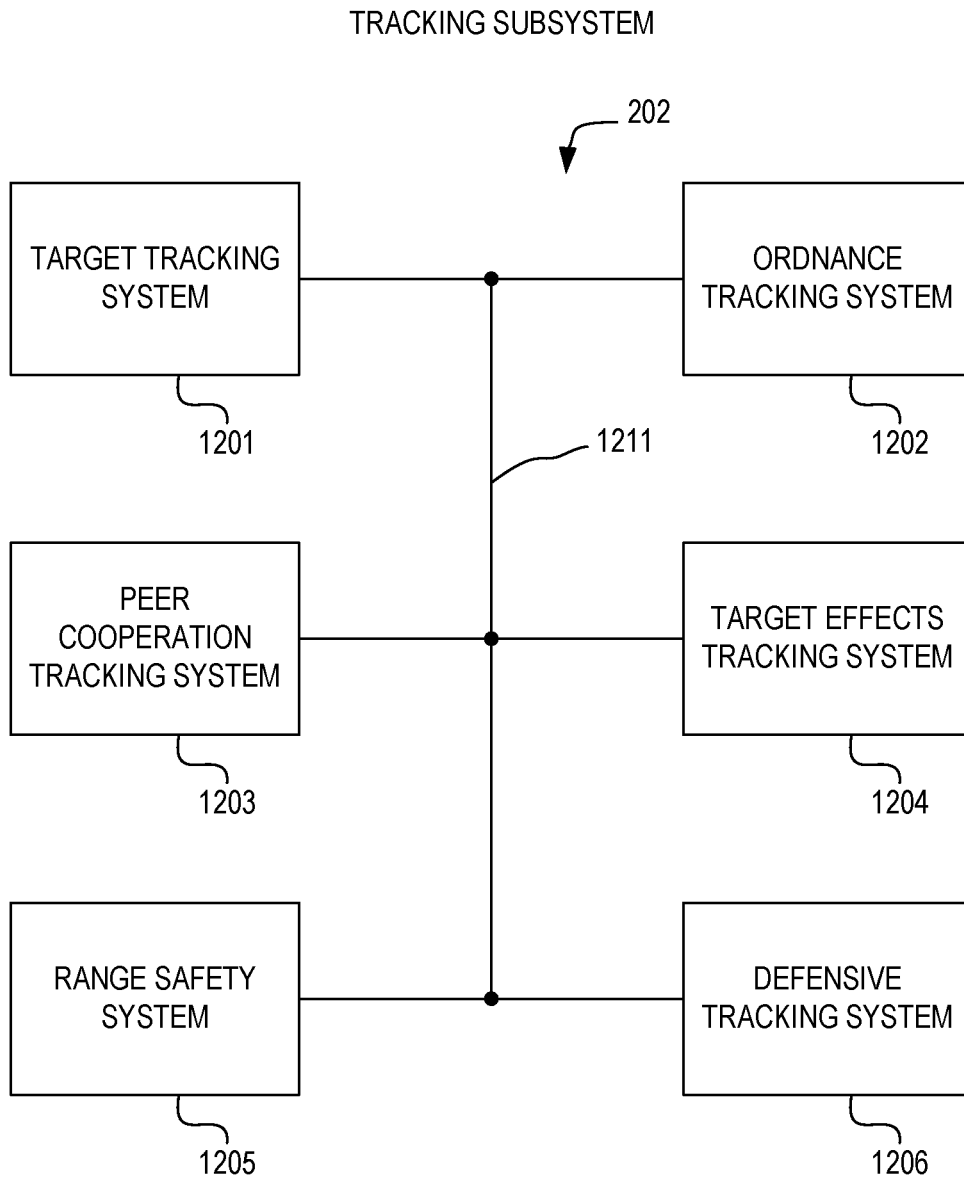 TRACKING SUBSYSTEM
202
TARGET TRACKING
SYSTEM
1201
ORDNANCE
TRACKING SYSTEM
1202
1211
PEER
COOPERATION
TRACKING SYSTEM
1203
TARGET EFFECTS
TRACKING SYSTEM
1204
RANGE SAFETY
SYSTEM
1205
DEFENSIVE
TRACKING SYSTEM
1206